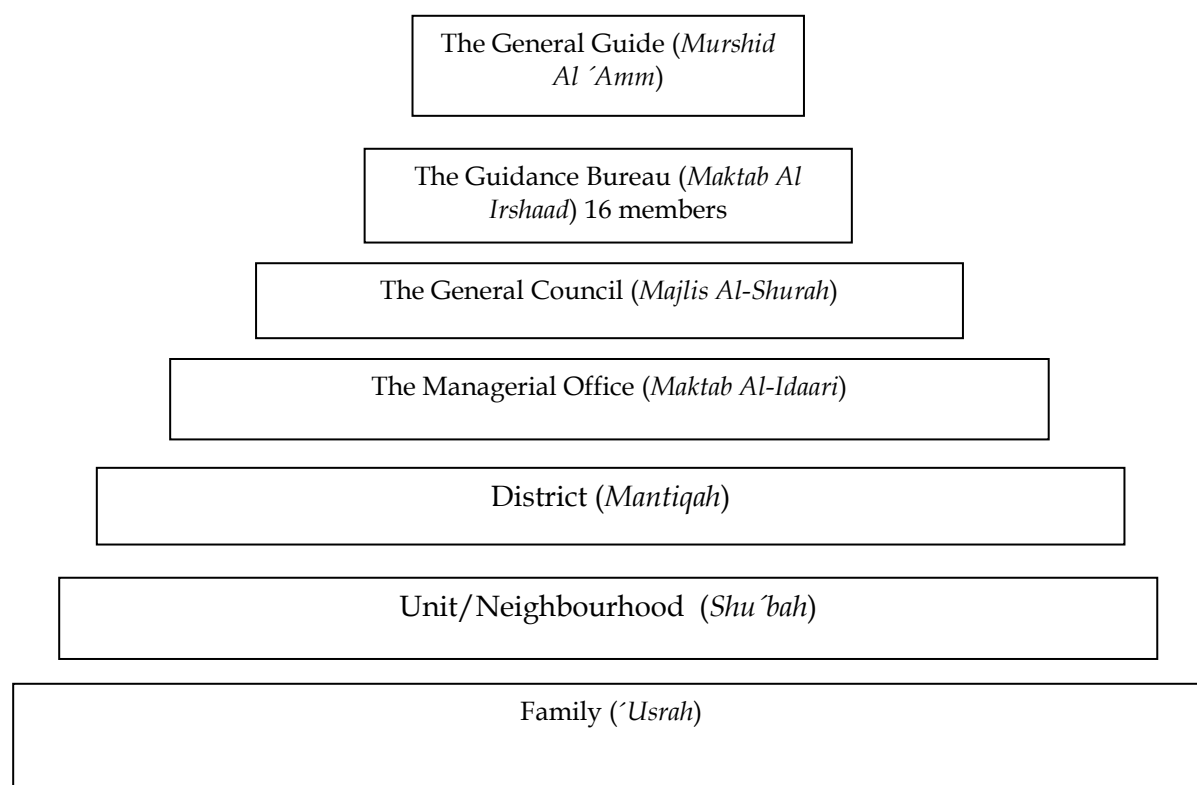 The General Guide (Murshid
Al ´Amm)
The Guidance Bureau (Maktab Al
Irshaad) 16 members
The General Council (Majlis Al-Shurah)
The Managerial Office (Maktab Al-Idaari)
District (Mantiqah)
Unit/Neighbourhood (Shu´bah)
Family (´Usrah)